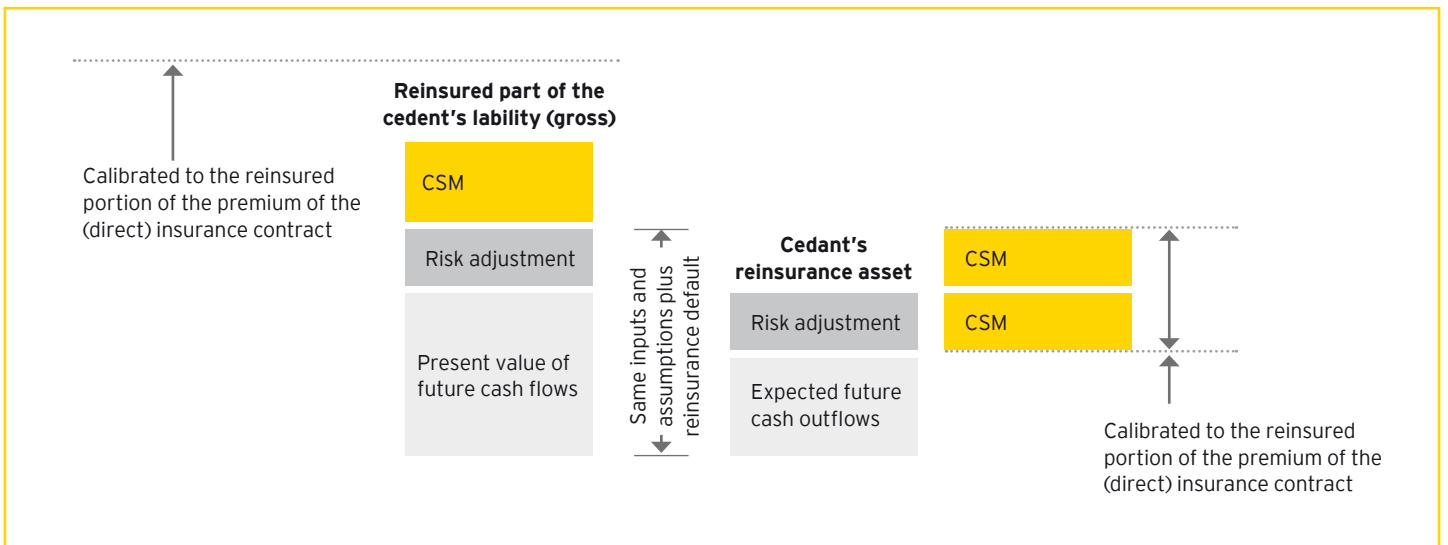 Reinsured part of the
cedent's lability (gross)
Calibrated to the reinsured
portion of the premium of the
(direct) insurance contract
CSM
Risk adjustment
Present value of
future cash flows
Same inputs and
assumptions plus
reinsurance default
Cedant's
reinsurance asset
Risk adjustment
Expected future
cash outflows
CSM
CSM
Calibrated to the reinsured
portion of the premium of the
(direct) insurance contract